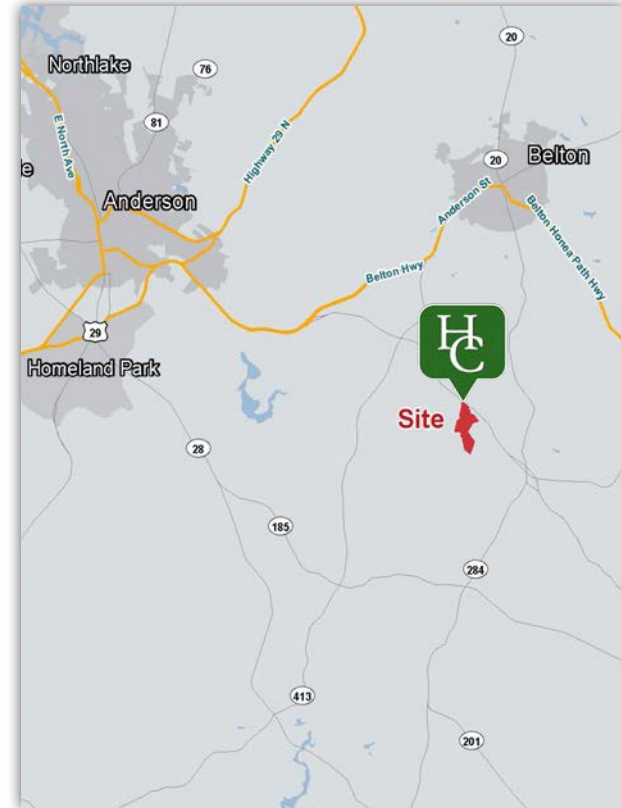 20
Northlake
76
E North Ave
81
Highway 29 N
20
Belton
Anderson St
Anderson
Belton Honea Path Hwy
Belton Hwy
29
HC
Homeland Park
Site
28
185
284
413
201